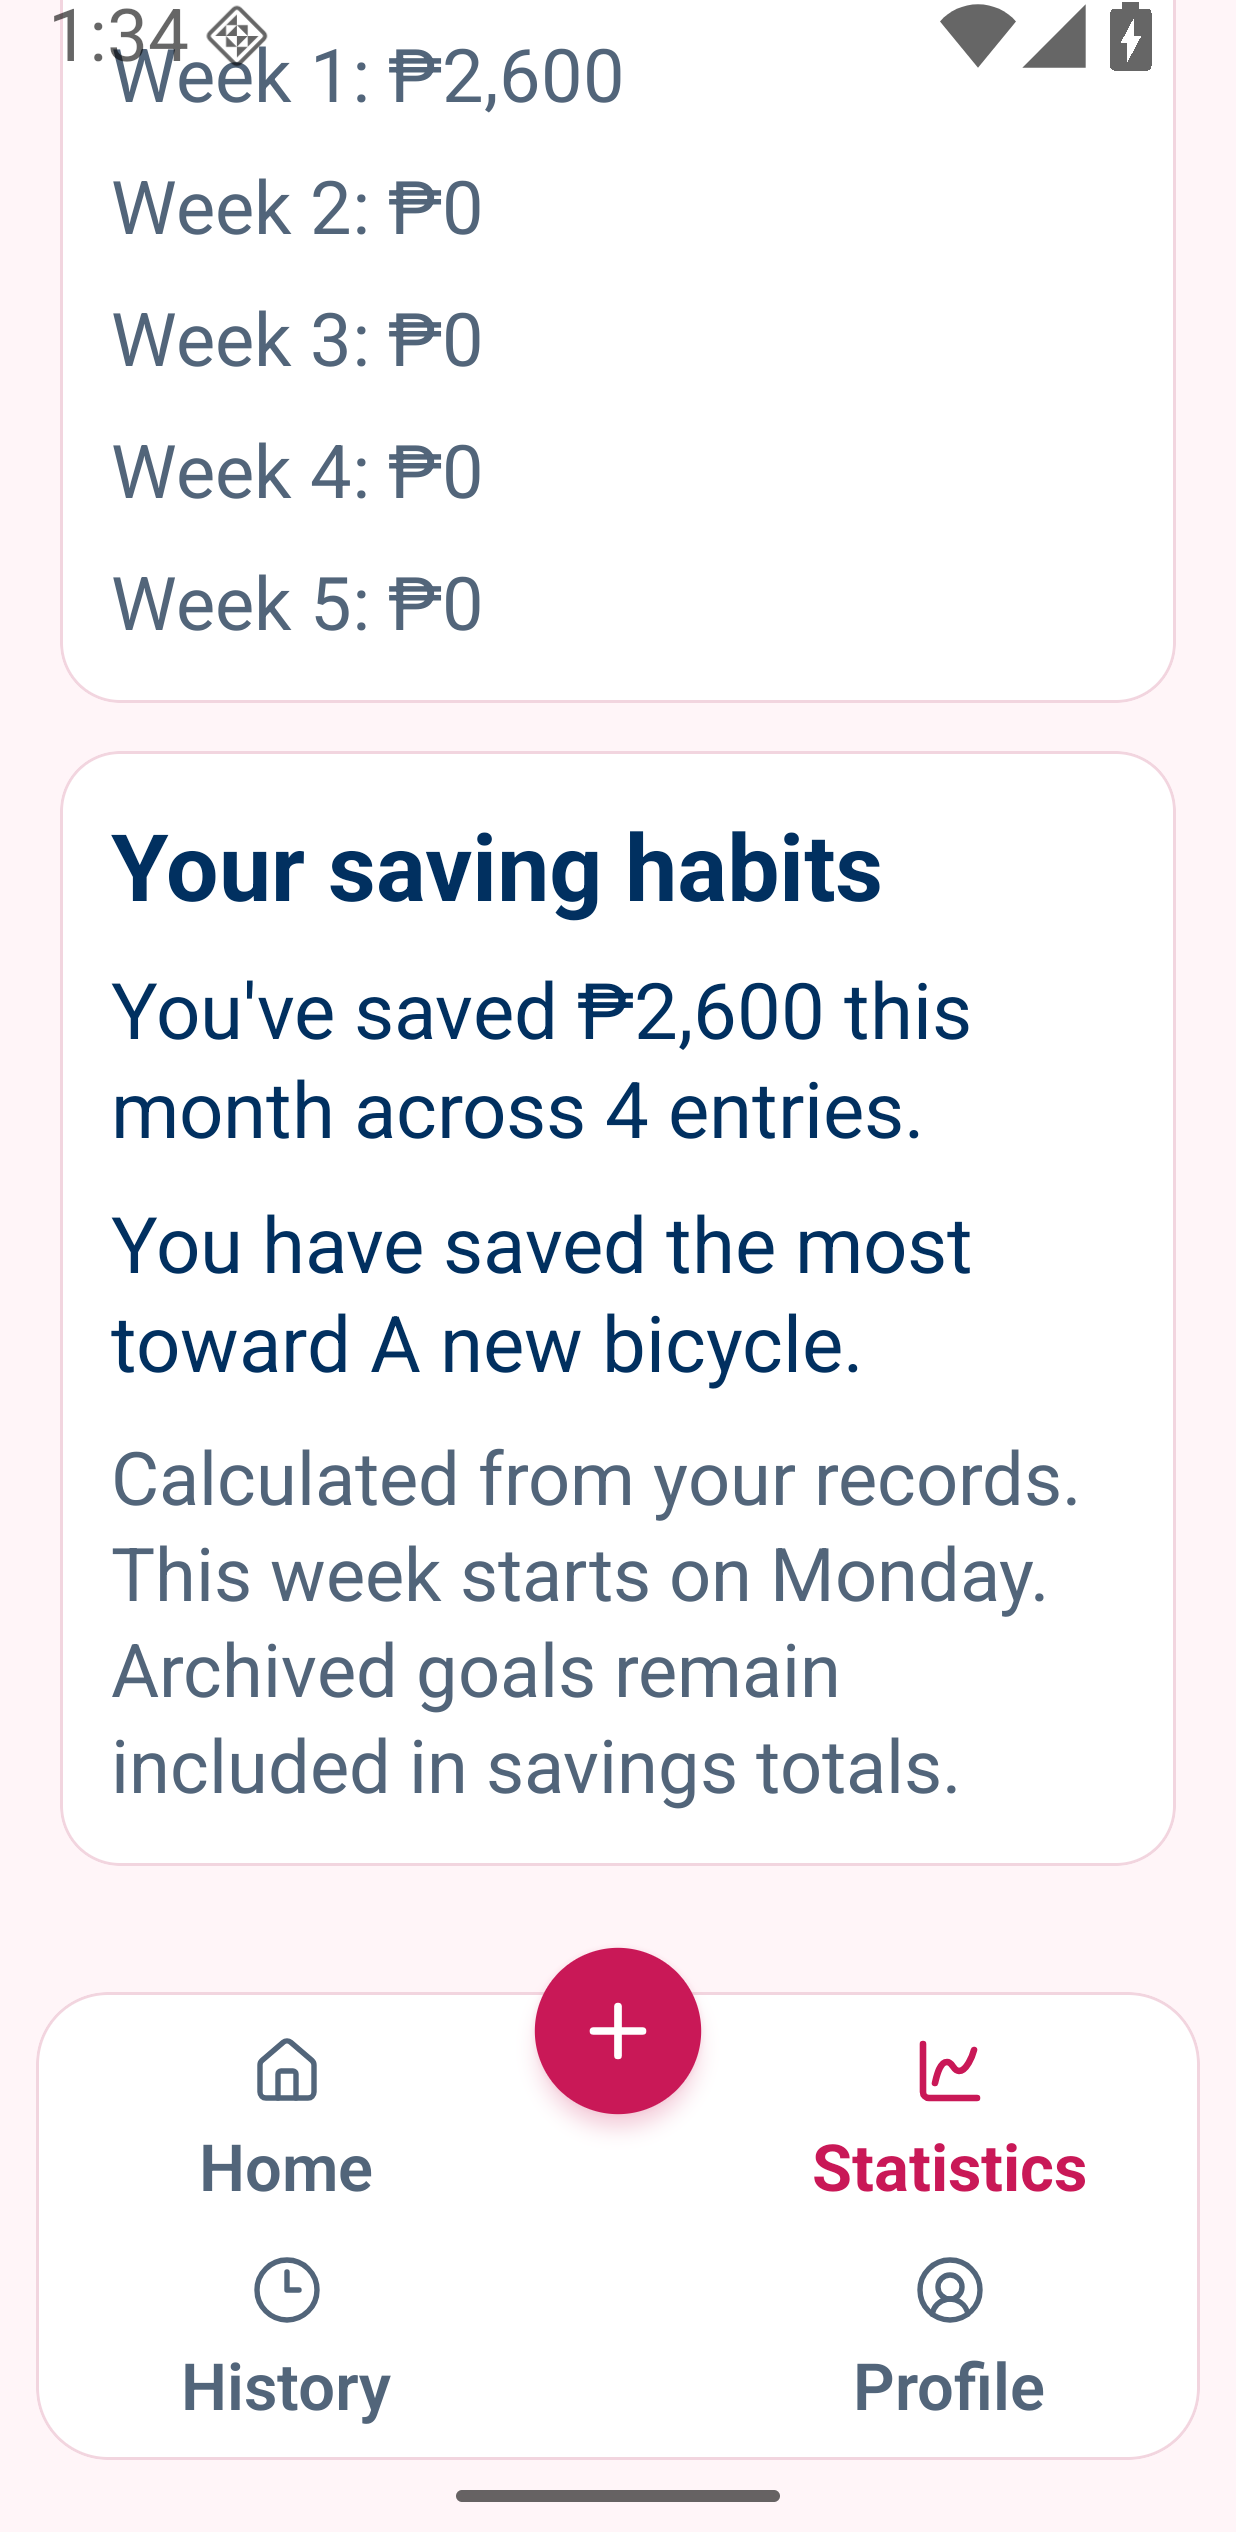 1:34
Week 1: ₱2,600
Week 2: ₱0
Week 3: ₱0
Week 4: ₱0
Week 5: ₱0
Your saving habits
You've saved ₱2,600 this
month across 4 entries.
You have saved the most
toward A new bicycle.
Calculated from your records.
This week starts on Monday.
Archived goals remain
included in savings totals.
Home
Statistics
History
Profile